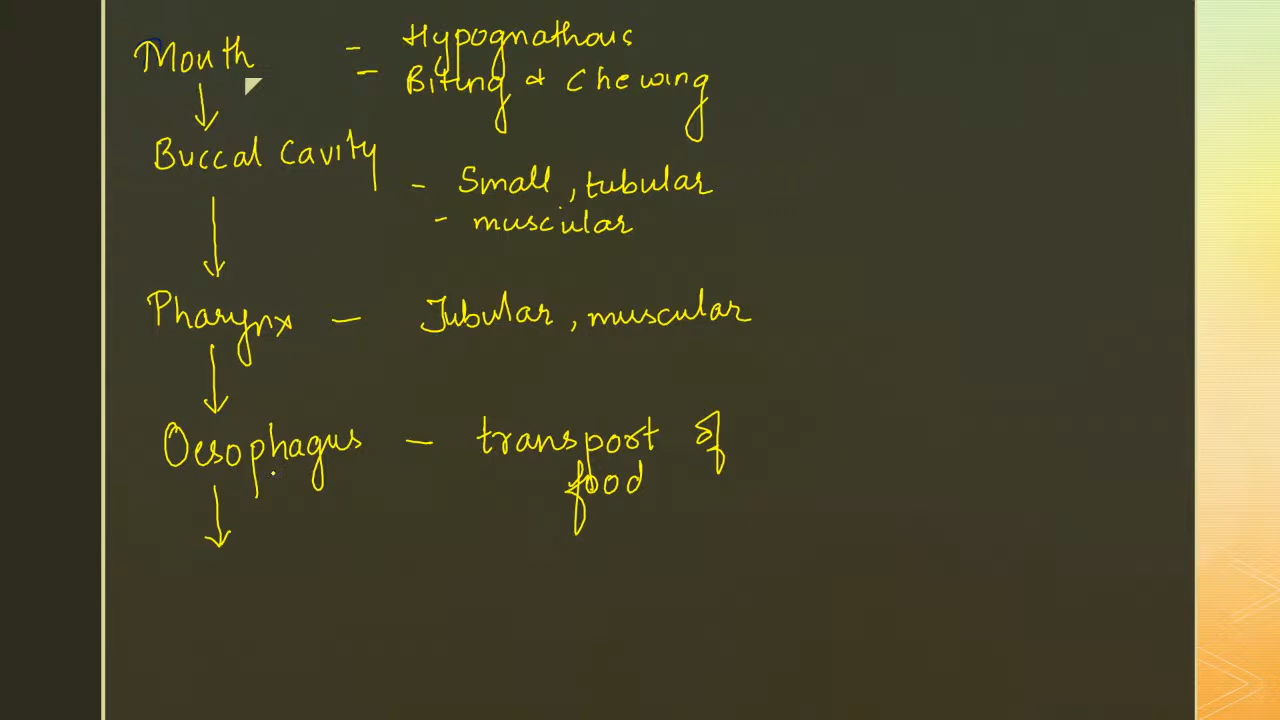 Mouth - Hypognathous
- Biting & Chewing
Buccal Cavity
- Small, tubular
- muscular
Pharynx - Tubular, muscular
Oesophagus - transport of
food